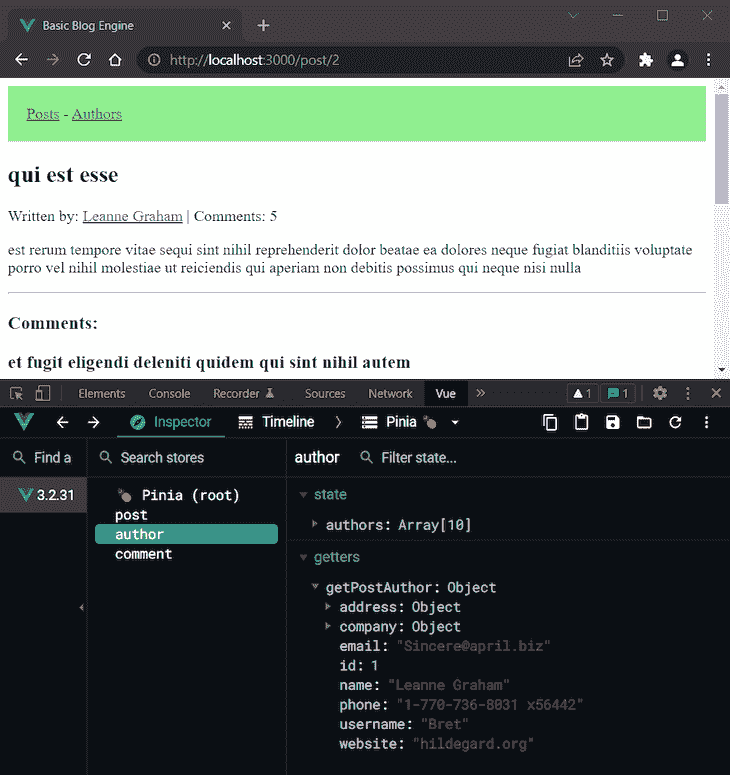 Basic Blog Engine
http://localhost:3000/post/2
Posts - Authors
qui est esse
Written by: Leanne Graham | Comments: 5
est rerum tempore vitae sequi sint nihil reprehenderit dolor beatae ea dolores neque fugiat blanditiis voluptate
porro vel nihil molestiae ut reiciendis qui aperiam non debitis possimus qui neque nisi nulla
Comments:
et fugit eligendi deleniti quidem qui sint nihil autem
Elements Console Recorder Sources Network Vue » 1 1
Inspector Timeline Pinia
Find a Search stores author Filter state...
3.2.31
Pinia (root)
post
author
comment
state
authors: Array[10]
getters
getPostAuthor: Object
address: Object
company: Object
email: "Sincere@april.biz"
id: 1
name: "Leanne Graham"
phone: "1-770-736-8031 x56442"
username: "Bret"
website: "hildegard.org"